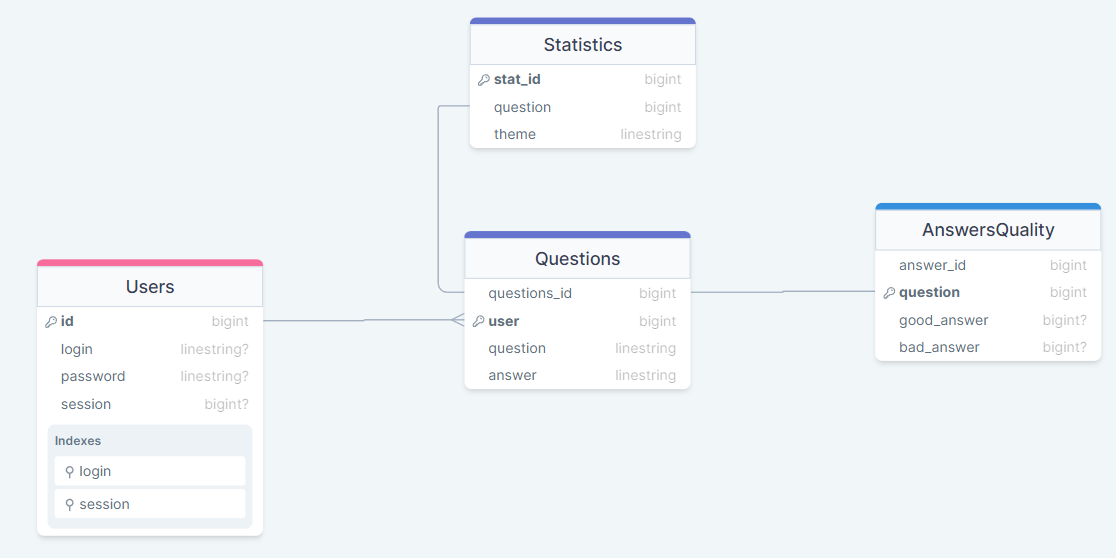 Statistics
stat_id bigint
question bigint
theme linestring
Users
id bigint
login linestring?
password linestring?
session bigint?
Indexes
login
session
Questions
questions_id bigint
user bigint
question linestring
answer linestring
AnswersQuality
answer_id bigint
question bigint
good_answer bigint?
bad_answer bigint?